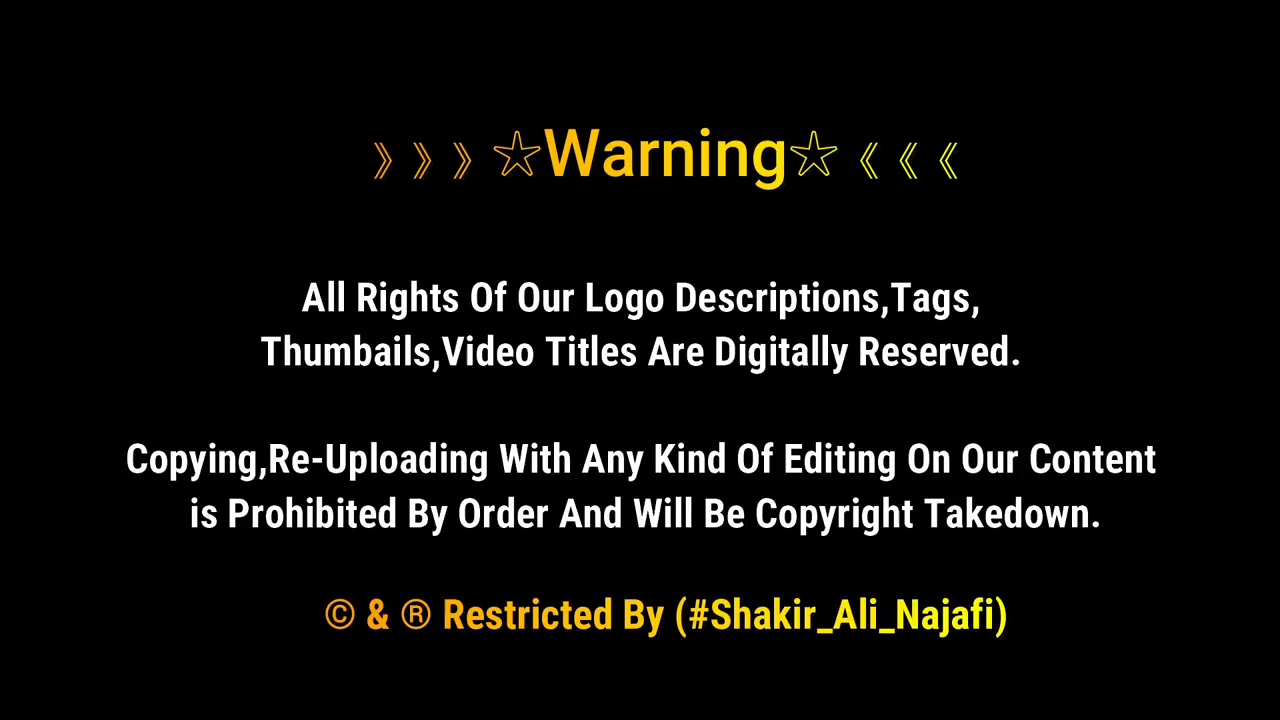 》》》☆Warning☆《《《
All Rights Of Our Logo Descriptions,Tags,
Thumbails,Video Titles Are Digitally Reserved.
Copying,Re-Uploading With Any Kind Of Editing On Our Content
is Prohibited By Order And Will Be Copyright Takedown.
© & ® Restricted By (#Shakir_Ali_Najafi)